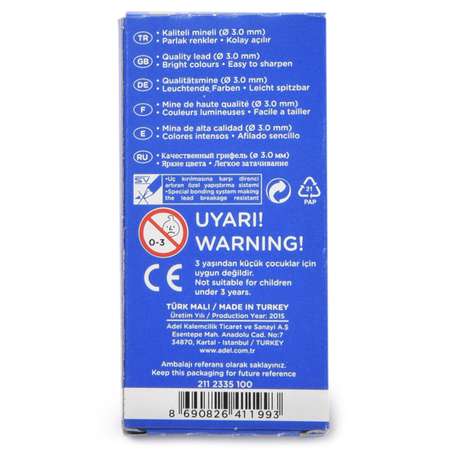 TR • Kaliteli mineli (Ø 3.0 mm)
• Parlak renkler • Kolay açılır
GB • Quality lead (Ø 3.0 mm)
• Bright colours • Easy to sharpen
DE • Qualitätsmine (Ø 3.0 mm)
• Leuchtende Farben • Leicht spitzbar
F • Mine de haute qualité (Ø 3.0 mm)
• Couleurs lumineuses • Facile a tailler
E • Mina de alta calidad (Ø 3.0 mm)
• Colores intensos • Afilado sencillo
RU • Качественный грифель (ø 3.0 мм)
• Яркие цвета • Легкое затачивание
SV
•Uç kırılmasına karşı direnci
artıran özel yapıştırma sistemi
•Special bonding system making
the lead breakage resistant
21
PAP
0-3
UYARI!
WARNING!
CE
3 yaşından küçük çocuklar için
uygun değildir.
Not suitable for children
under 3 years.
TÜRK MALI / MADE IN TURKEY
Üretim Yılı / Production Year: 2015
Adel Kalemcilik Ticaret ve Sanayi A.Ş
Esentepe Mah. Anadolu Cad. No:7
34870, Kartal - Istanbul / TURKEY
www.adel.com.tr
Ambalajı referans olarak saklayınız.
Keep this packaging for future reference
211 2335 100
8 690826 411993